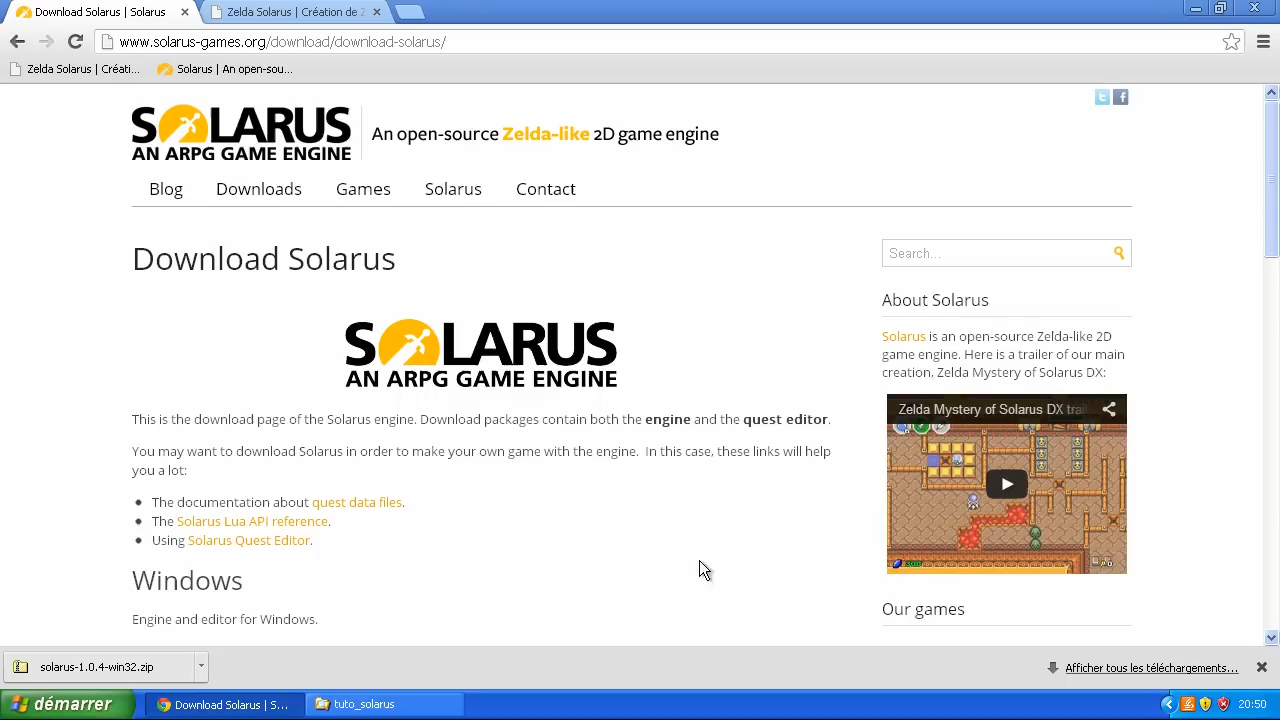 Download Solarus | Solarus
Zelda Solarus | Création de Z
www.solarus-games.org/download/download-solarus/
Zelda Solarus | Créati...
Solarus | An open-sou...
SOLARUS
AN ARPG GAME ENGINE
An open-source Zelda-like 2D game engine
Blog
Downloads
Games
Solarus
Contact
Download Solarus
SOLARUS
AN ARPG GAME ENGINE
This is the download page of the Solarus engine. Download packages contain both the engine and the quest editor.
You may want to download Solarus in order to make your own game with the engine. In this case, these links will help
you a lot:
The documentation about quest data files.
The Solarus Lua API reference.
Using Solarus Quest Editor.
Windows
Engine and editor for Windows.
Search...
About Solarus
Solarus is an open-source Zelda-like 2D
game engine. Here is a trailer of our main
creation, Zelda Mystery of Solarus DX:
Zelda Mystery of Solarus DX trail
Our games
solarus-1.0.4-win32.zip
Afficher tous les téléchargements...
démarrer
Download Solarus | S...
tuto_solarus
20:50